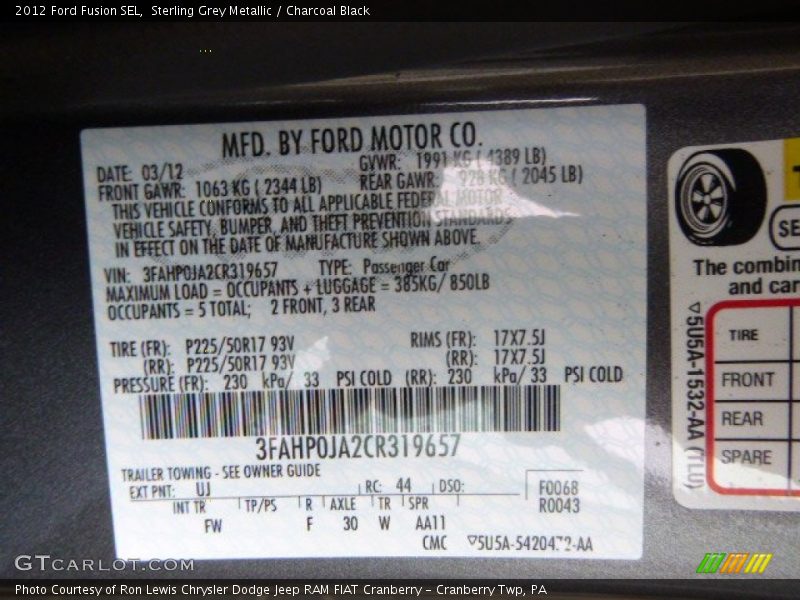 2012 Ford Fusion SEL, Sterling Grey Metallic / Charcoal Black
MFD. BY FORD MOTOR CO.
DATE: 03/12 GVWR: 1991 KG ( 4389 LB)
FRONT GAWR: 1063 KG ( 2344 LB) REAR GAWR: 928 KG ( 2045 LB)
THIS VEHICLE CONFORMS TO ALL APPLICABLE FEDERAL MOTOR
VEHICLE SAFETY, BUMPER, AND THEFT PREVENTION STANDARDS
IN EFFECT ON THE DATE OF MANUFACTURE SHOWN ABOVE.
VIN: 3FAHP0JA2CR319657 TYPE: Passenger Car
MAXIMUM LOAD = OCCUPANTS + LUGGAGE = 385KG/ 850LB
OCCUPANTS = 5 TOTAL; 2 FRONT, 3 REAR
TIRE (FR): P225/50R17 93V RIMS (FR): 17X7.5J
(RR): P225/50R17 93V (RR): 17X7.5J
PRESSURE (FR): 230 kPa/ 33 PSI COLD (RR): 230 kPa/ 33 PSI COLD
3FAHP0JA2CR319657
TRAILER TOWING - SEE OWNER GUIDE
EXT PNT: UJ RC: 44 DSO: F0068
INT TR TP/PS R AXLE TR SPR R0043
FW F 30 W AA11
CMC ▽5U5A-5420472-AA
The combin
and car
▽5U5A-1532-AA (TLU)
TIRE
FRONT
REAR
SPARE
GTcarlot.com
Photo Courtesy of Ron Lewis Chrysler Dodge Jeep RAM FIAT Cranberry – Cranberry Twp, PA